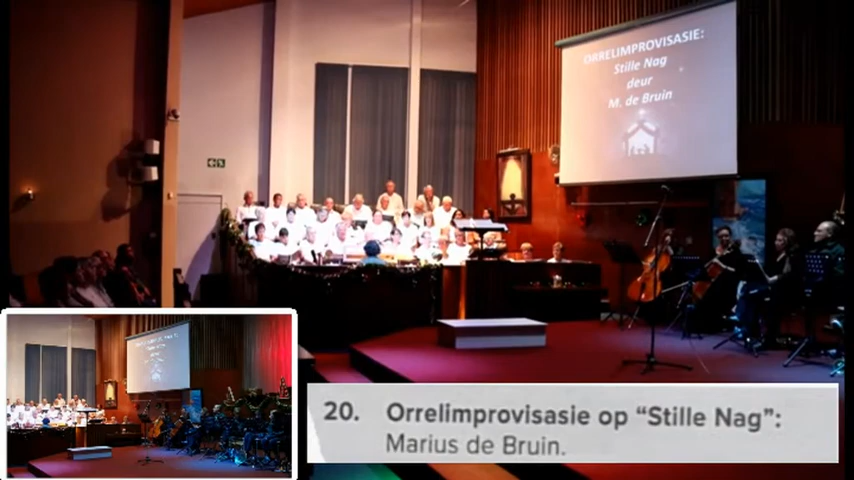 ORRELIMPROVISASIE:
Stille Nag
deur
M. de Bruin
20. Orrelimprovisasie op “Stille Nag”:
Marius de Bruin.